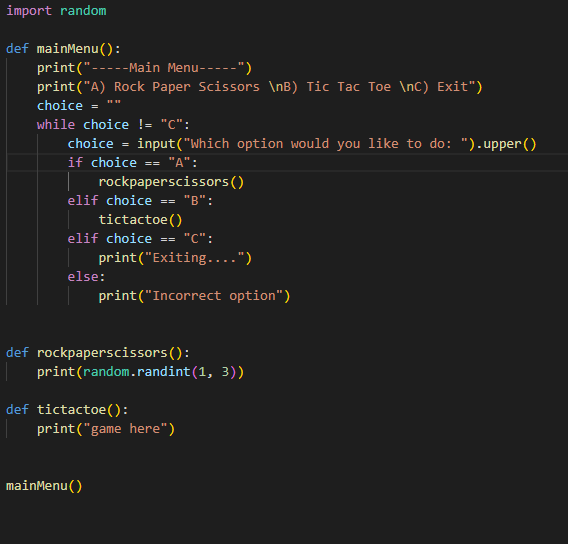 import random
def mainMenu():
    print("-----Main Menu-----")
    print("A) Rock Paper Scissors \nB) Tic Tac Toe \nC) Exit")
    choice = ""
    while choice != "C":
        choice = input("Which option would you like to do: ").upper()
        if choice == "A":
            rockpaperscissors()
        elif choice == "B":
            tictactoe()
        elif choice == "C":
            print("Exiting....")
        else:
            print("Incorrect option")
def rockpaperscissors():
    print(random.randint(1, 3))
def tictactoe():
    print("game here")
mainMenu()